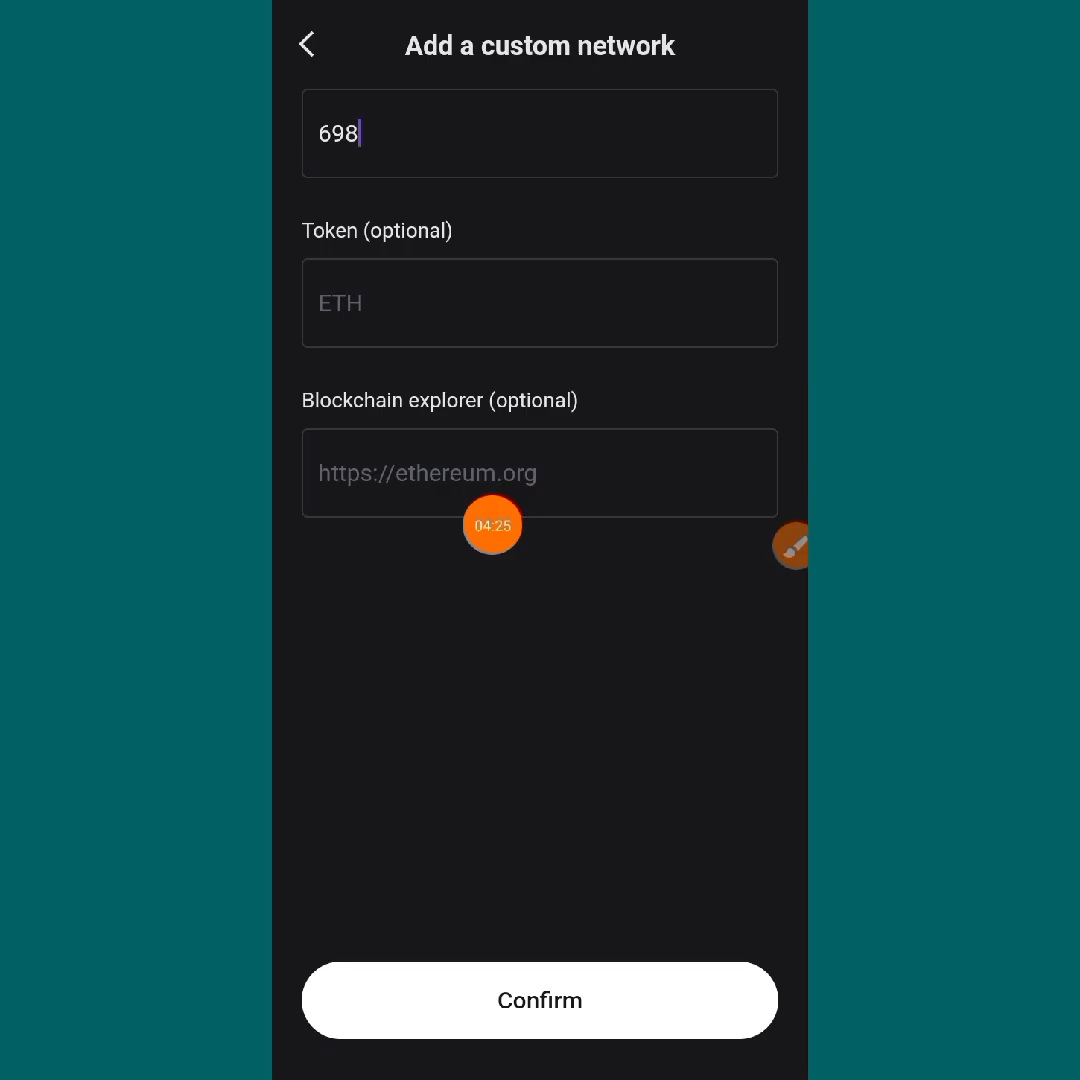 Add a custom network
698
Token (optional)
ETH
Blockchain explorer (optional)
https://ethereum.org
04:25
Confirm